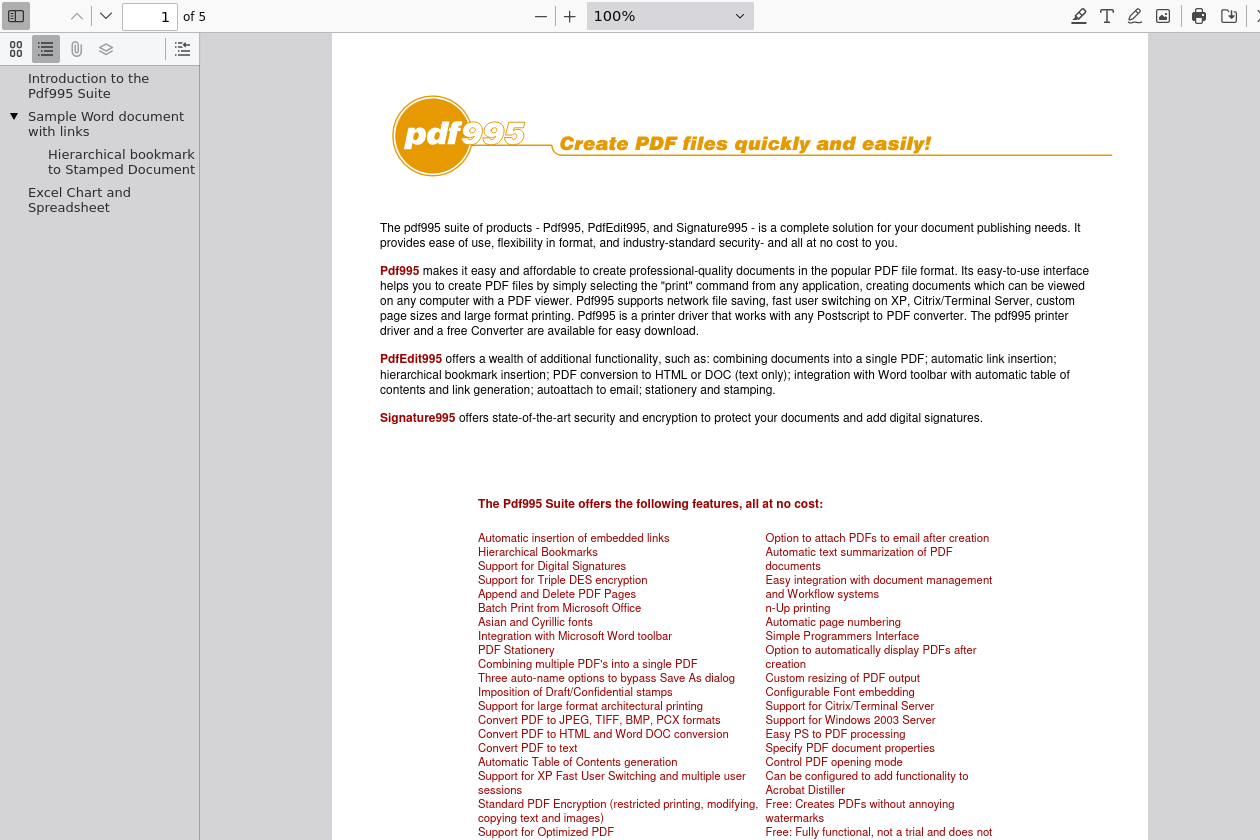 1 of 5
100%
Introduction to the
Pdf995 Suite
Sample Word document
with links
Hierarchical bookmark
to Stamped Document
Excel Chart and
Spreadsheet
pdf995
Create PDF files quickly and easily!
The pdf995 suite of products - Pdf995, PdfEdit995, and Signature995 - is a complete solution for your document publishing needs. It
provides ease of use, flexibility in format, and industry-standard security- and all at no cost to you.
Pdf995 makes it easy and affordable to create professional-quality documents in the popular PDF file format. Its easy-to-use interface
helps you to create PDF files by simply selecting the "print" command from any application, creating documents which can be viewed
on any computer with a PDF viewer. Pdf995 supports network file saving, fast user switching on XP, Citrix/Terminal Server, custom
page sizes and large format printing. Pdf995 is a printer driver that works with any Postscript to PDF converter. The pdf995 printer
driver and a free Converter are available for easy download.
PdfEdit995 offers a wealth of additional functionality, such as: combining documents into a single PDF; automatic link insertion;
hierarchical bookmark insertion; PDF conversion to HTML or DOC (text only); integration with Word toolbar with automatic table of
contents and link generation; autoattach to email; stationery and stamping.
Signature995 offers state-of-the-art security and encryption to protect your documents and add digital signatures.
The Pdf995 Suite offers the following features, all at no cost:
Automatic insertion of embedded links
Hierarchical Bookmarks
Support for Digital Signatures
Support for Triple DES encryption
Append and Delete PDF Pages
Batch Print from Microsoft Office
Asian and Cyrillic fonts
Integration with Microsoft Word toolbar
PDF Stationery
Combining multiple PDF's into a single PDF
Three auto-name options to bypass Save As dialog
Imposition of Draft/Confidential stamps
Support for large format architectural printing
Convert PDF to JPEG, TIFF, BMP, PCX formats
Convert PDF to HTML and Word DOC conversion
Convert PDF to text
Automatic Table of Contents generation
Support for XP Fast User Switching and multiple user
sessions
Standard PDF Encryption (restricted printing, modifying,
copying text and images)
Support for Optimized PDF
Option to attach PDFs to email after creation
Automatic text summarization of PDF
documents
Easy integration with document management
and Workflow systems
n-Up printing
Automatic page numbering
Simple Programmers Interface
Option to automatically display PDFs after
creation
Custom resizing of PDF output
Configurable Font embedding
Support for Citrix/Terminal Server
Support for Windows 2003 Server
Easy PS to PDF processing
Specify PDF document properties
Control PDF opening mode
Can be configured to add functionality to
Acrobat Distiller
Free: Creates PDFs without annoying
watermarks
Free: Fully functional, not a trial and does not